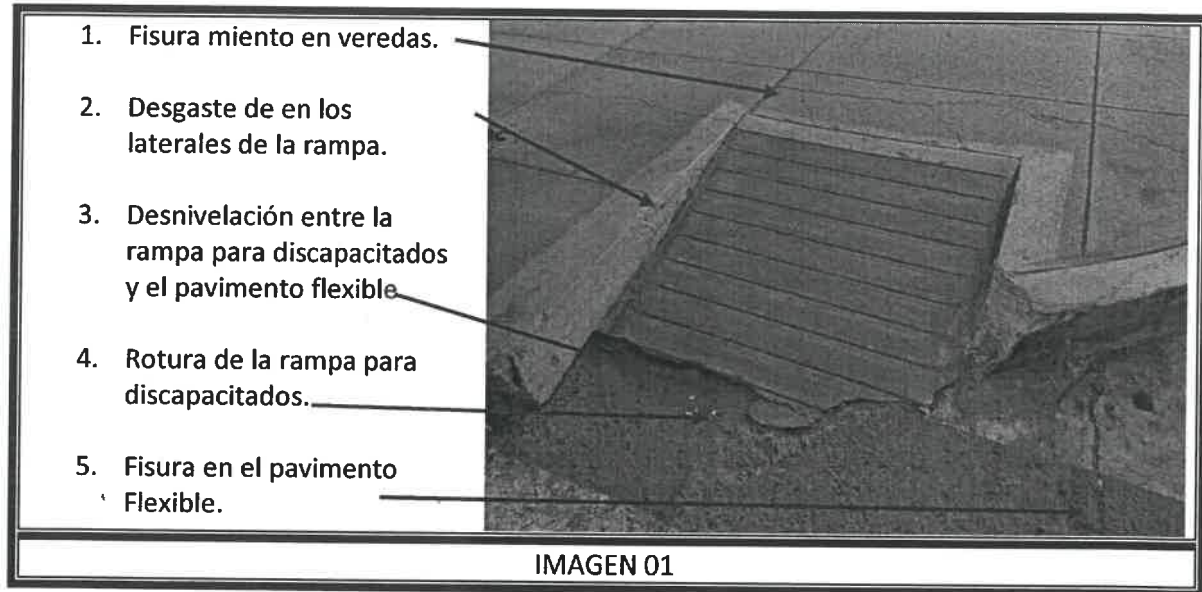 1. Fisura miento en veredas.
2. Desgaste de en los
laterales de la rampa.
3. Desnivelación entre la
rampa para discapacitados
y el pavimento flexible
4. Rotura de la rampa para
discapacitados.
5. Fisura en el pavimento
Flexible.
IMAGEN 01